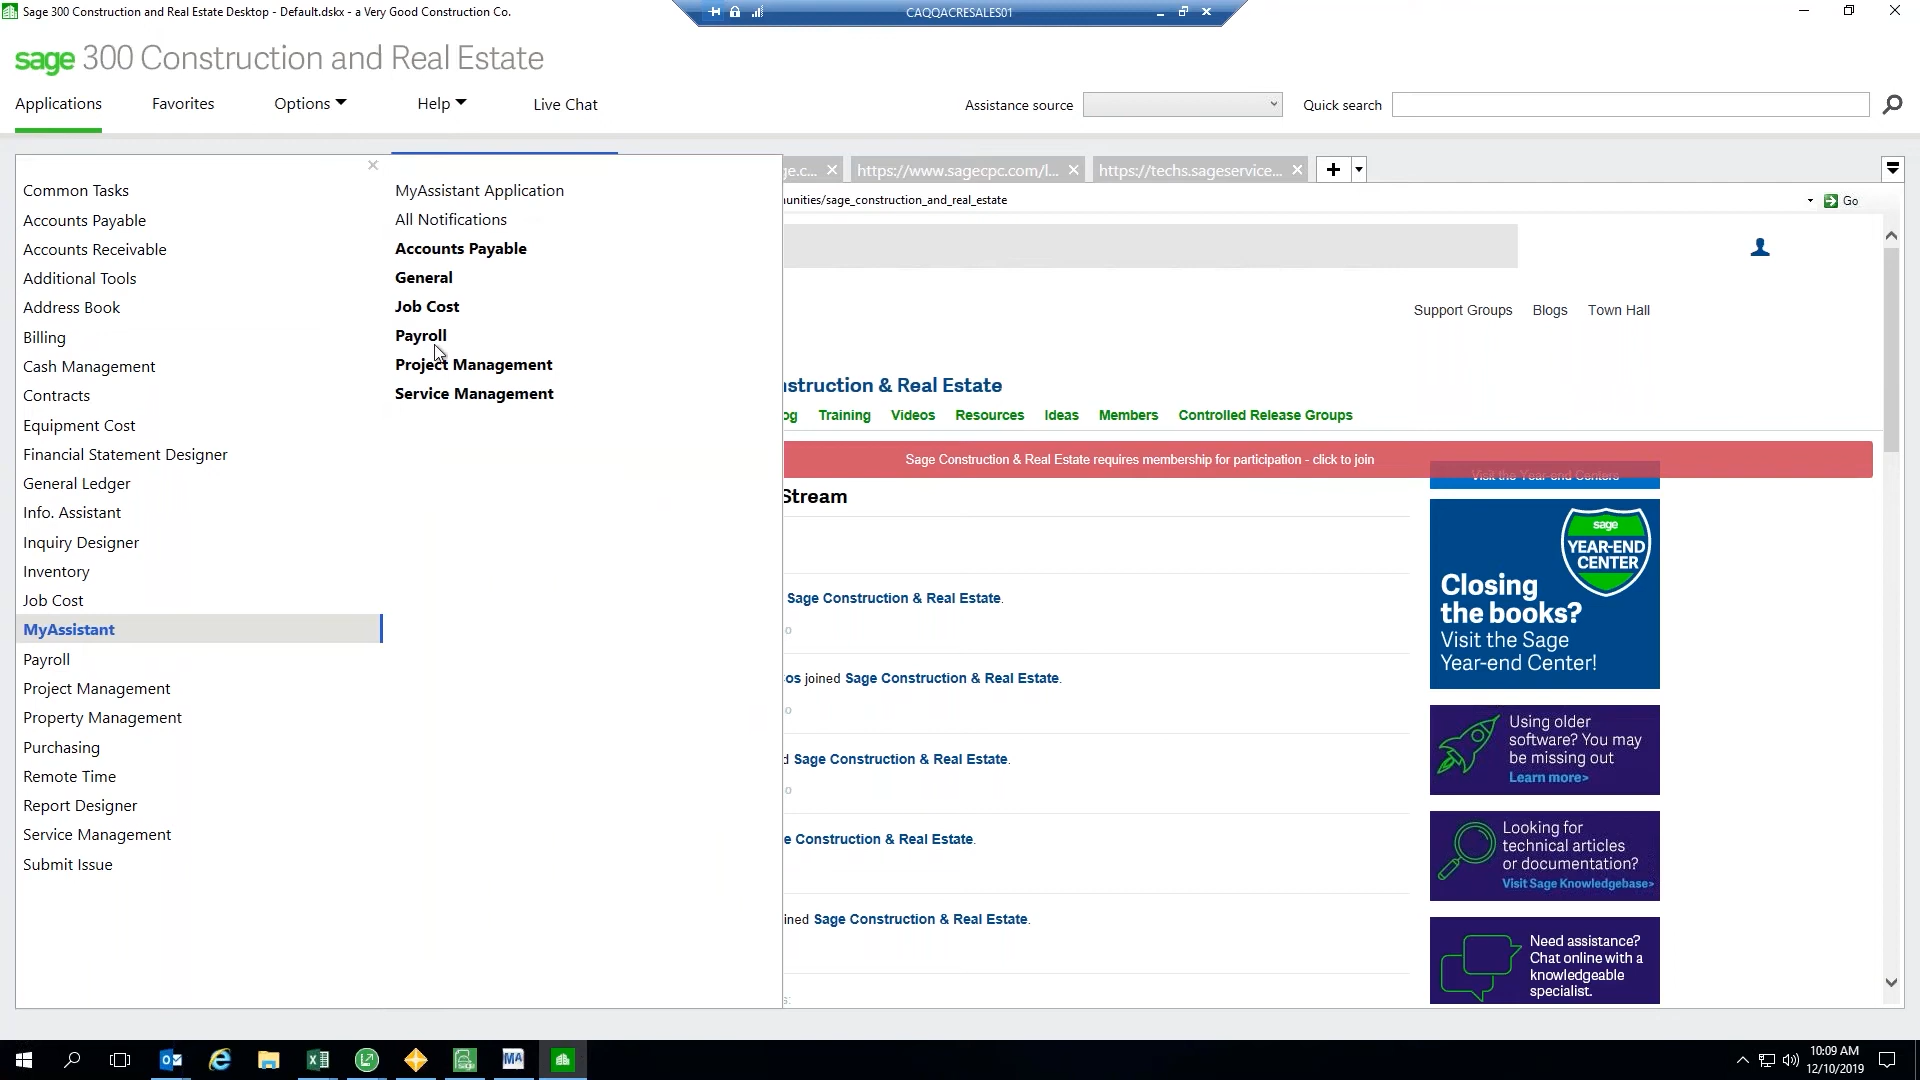 Sage 300 Construction and Real Estate Desktop - Default.dskx - a Very Good Construction Co.
CAQQACRESALES01
sage 300 Construction and Real Estate
Applications
Favorites
Options
Help
Live Chat
Assistance source
Quick search
Common Tasks
Accounts Payable
Accounts Receivable
Additional Tools
Address Book
Billing
Cash Management
Contracts
Equipment Cost
Financial Statement Designer
General Ledger
Info. Assistant
Inquiry Designer
Inventory
Job Cost
MyAssistant
Payroll
Project Management
Property Management
Purchasing
Remote Time
Report Designer
Service Management
Submit Issue
MyAssistant Application
All Notifications
Accounts Payable
General
Job Cost
Payroll
Project Management
Service Management
ge.c...
https://www.sagecpc.com/l...
https://techs.sageservice...
unities/sage_construction_and_real_estate
Go
Support Groups
Blogs
Town Hall
struction & Real Estate
og
Training
Videos
Resources
Ideas
Members
Controlled Release Groups
Sage Construction & Real Estate requires membership for participation - click to join
Visit the Year-end Centers
Stream
Sage Construction & Real Estate.
o
os joined Sage Construction & Real Estate.
o
d Sage Construction & Real Estate.
o
e Construction & Real Estate.
ined Sage Construction & Real Estate.
s:
sage
YEAR-END
CENTER
Closing
the books?
Visit the Sage
Year-end Center!
Using older
software? You may
be missing out
Learn more>
Looking for
technical articles
or documentation?
Visit Sage Knowledgebase>
Need assistance?
Chat online with a
knowledgeable
specialist.
MA
10:09 AM
12/10/2019